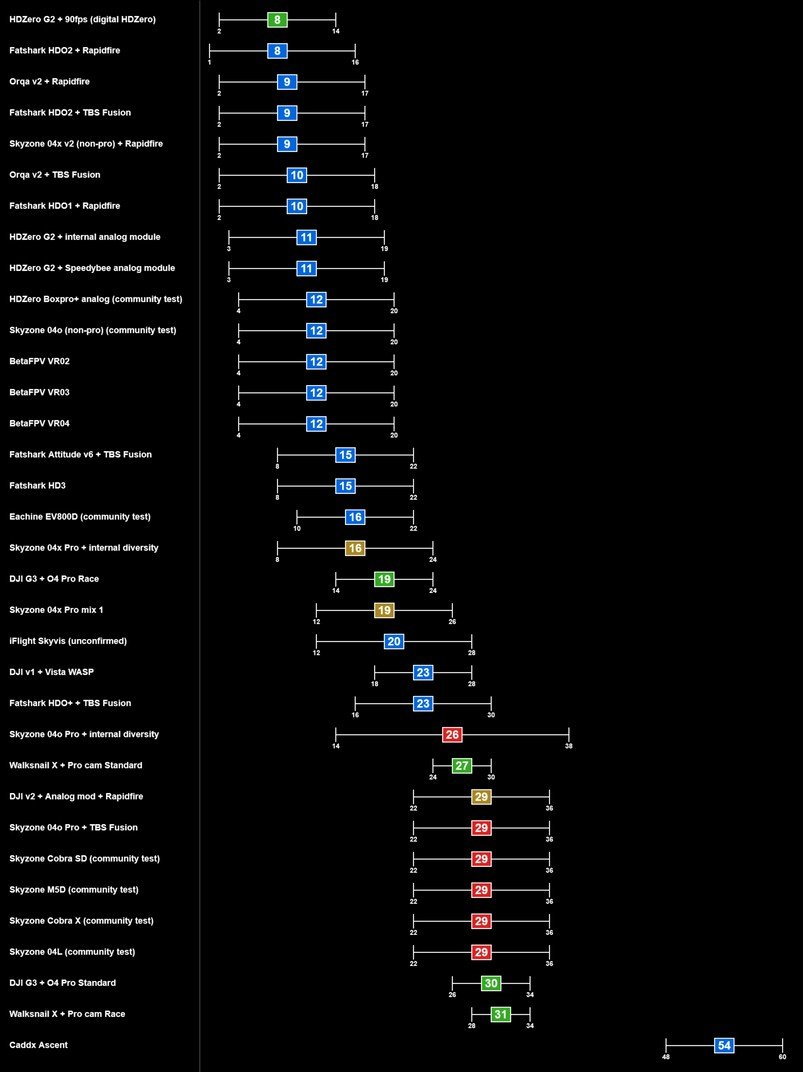 HDZero G2 + 90fps (digital HDZero) 8
2 14
Fatshark HDO2 + Rapidfire 8
1 16
Orqa v2 + Rapidfire 9
2 17
Fatshark HDO2 + TBS Fusion 9
2 17
Skyzone 04x v2 (non-pro) + Rapidfire 9
2 17
Orqa v2 + TBS Fusion 10
2 18
Fatshark HDO1 + Rapidfire 10
2 18
HDZero G2 + internal analog module 11
3 19
HDZero G2 + Speedybee analog module 11
3 19
HDZero Boxpro+ analog (community test) 12
4 20
Skyzone 04o (non-pro) (community test) 12
4 20
BetaFPV VR02 12
4 20
BetaFPV VR03 12
4 20
BetaFPV VR04 12
4 20
Fatshark Attitude v6 + TBS Fusion 15
8 22
Fatshark HD3 15
8 22
Eachine EV800D (community test) 16
10 22
Skyzone 04x Pro + internal diversity 16
8 24
DJI G3 + O4 Pro Race 19
14 24
Skyzone 04x Pro mix 1 19
12 26
iFlight Skyvis (unconfirmed) 20
12 28
DJI v1 + Vista WASP 23
18 28
Fatshark HDO+ + TBS Fusion 23
16 30
Skyzone 04o Pro + internal diversity 26
14 38
Walksnail X + Pro cam Standard 27
24 30
DJI v2 + Analog mod + Rapidfire 29
22 36
Skyzone 04o Pro + TBS Fusion 29
22 36
Skyzone Cobra SD (community test) 29
22 36
Skyzone M5D (community test) 29
22 36
Skyzone Cobra X (community test) 29
22 36
Skyzone 04L (community test) 29
22 36
DJI G3 + O4 Pro Standard 30
26 34
Walksnail X + Pro cam Race 31
28 34
Caddx Ascent 54
48 60